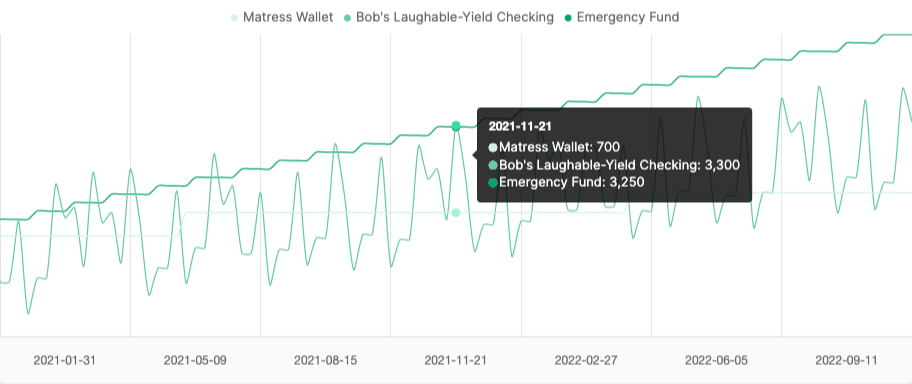 Matress Wallet Bob's Laughable-Yield Checking Emergency Fund
2021-11-21
Matress Wallet: 700
Bob's Laughable-Yield Checking: 3,300
Emergency Fund: 3,250
2021-01-31 2021-05-09 2021-08-15 2021-11-21 2022-02-27 2022-06-05 2022-09-11